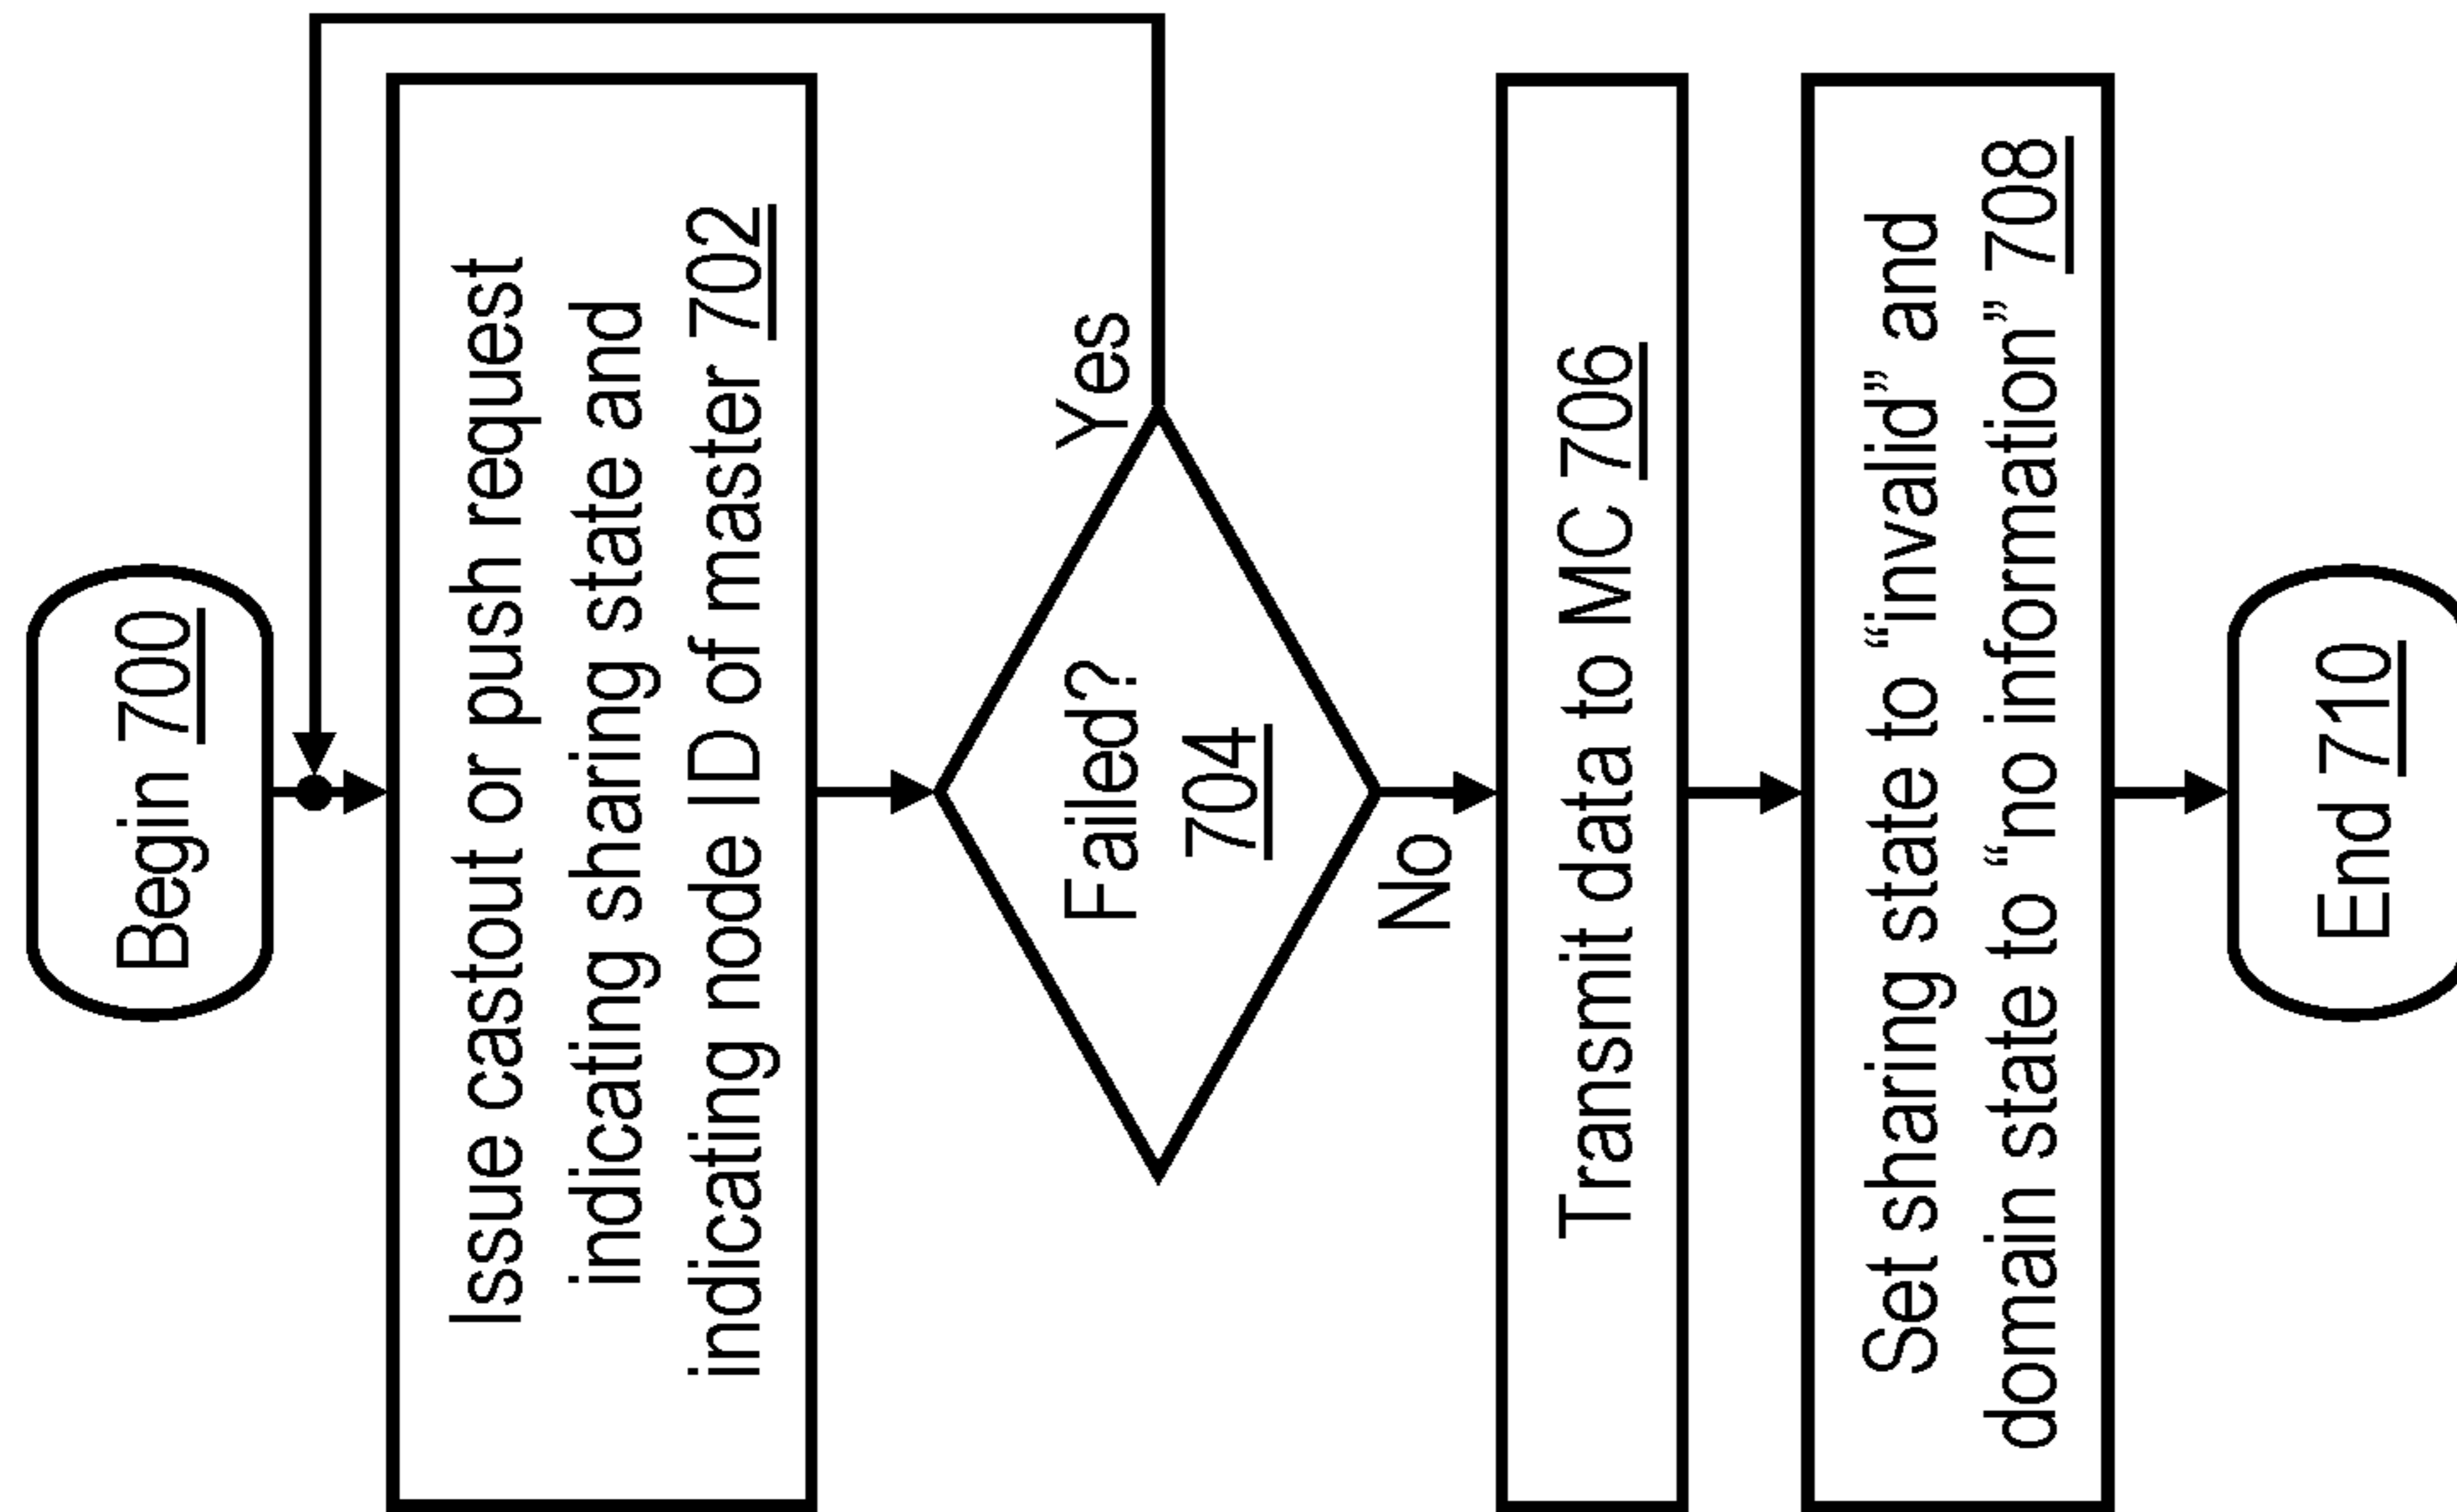 Begin 700
Issue castout or push request
indicating sharing state and
indicating node ID of master 702
Failed?
704
Yes
No
Transmit data to MC 706
Set sharing state to “invalid” and
domain state to “no information” 708
End 710